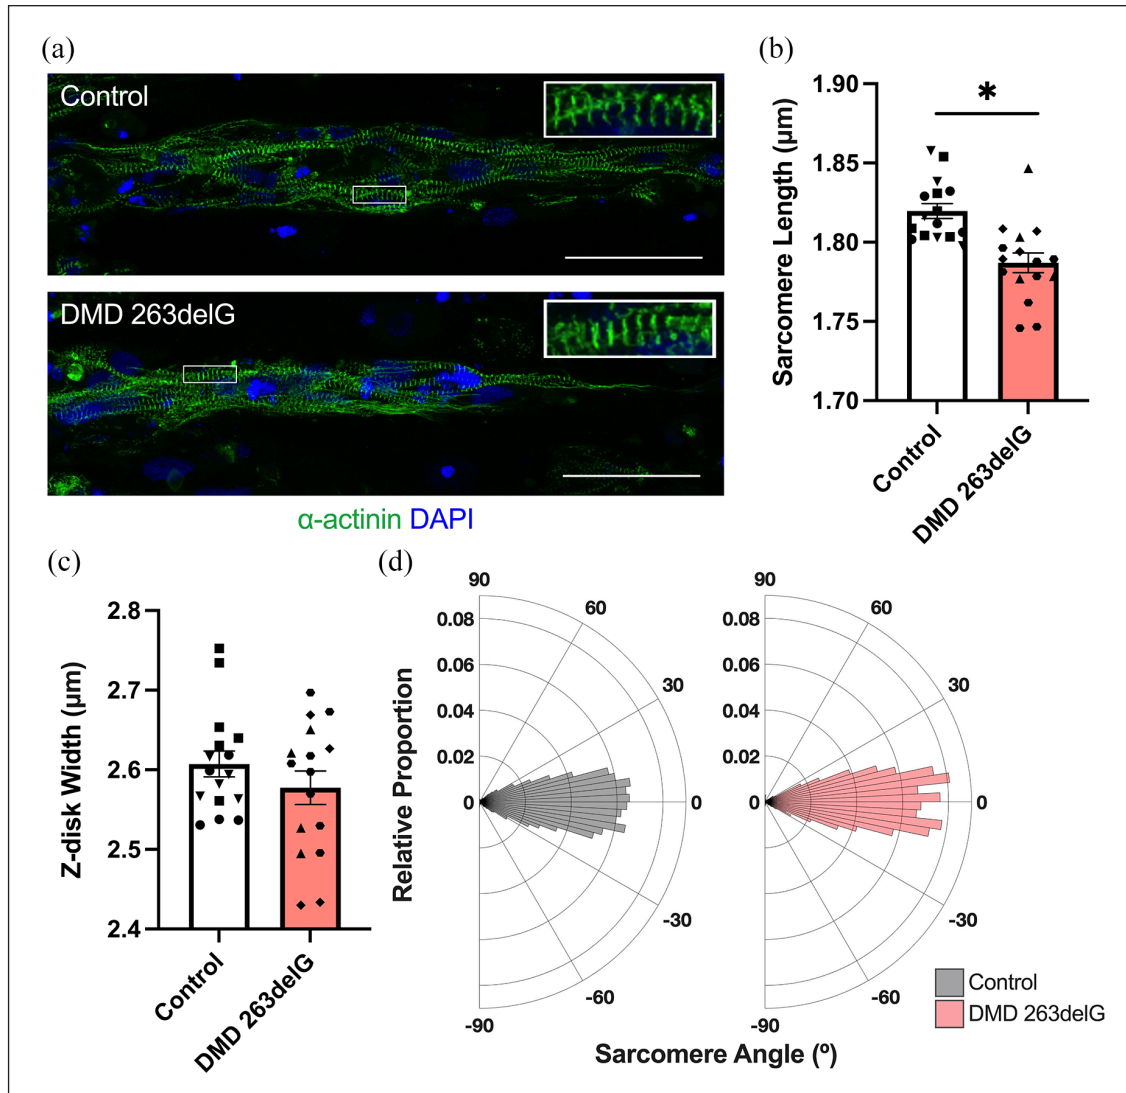 (a)
Control
DMD 263delG
α-actinin DAPI
(b)
Sarcomere Length (μm)
1.90
1.85
1.80
1.75
1.70
*
Control
DMD 263delG
(c)
Z-disk Width (μm)
2.8
2.7
2.6
2.5
2.4
Control
DMD 263delG
(d)
Relative Proportion
90
60
30
0
-30
-60
-90
0.08
0.06
0.04
0.02
0
90
60
30
0
-30
-60
-90
0.08
0.06
0.04
0.02
0
Sarcomere Angle (º)
Control
DMD 263delG